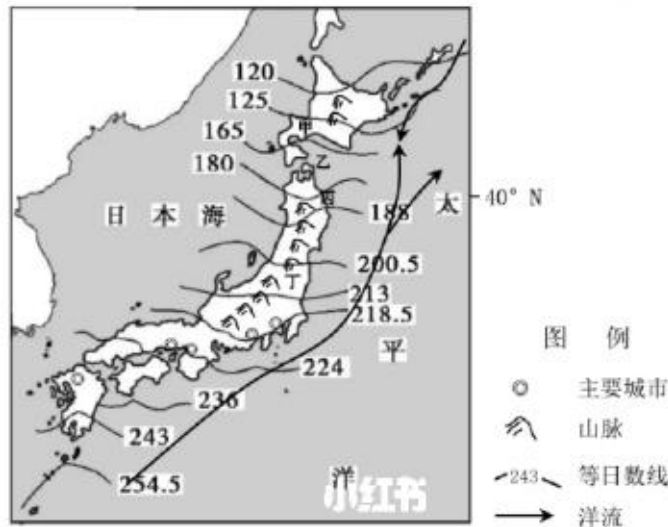 120
125
甲
165
乙
180
丙
日本海
188
太
40° N
200.5
丁
213
218.5
平
224
236
243
254.5
洋
小红书
图 例
主要城市
山脉
243 等日数线
洋流